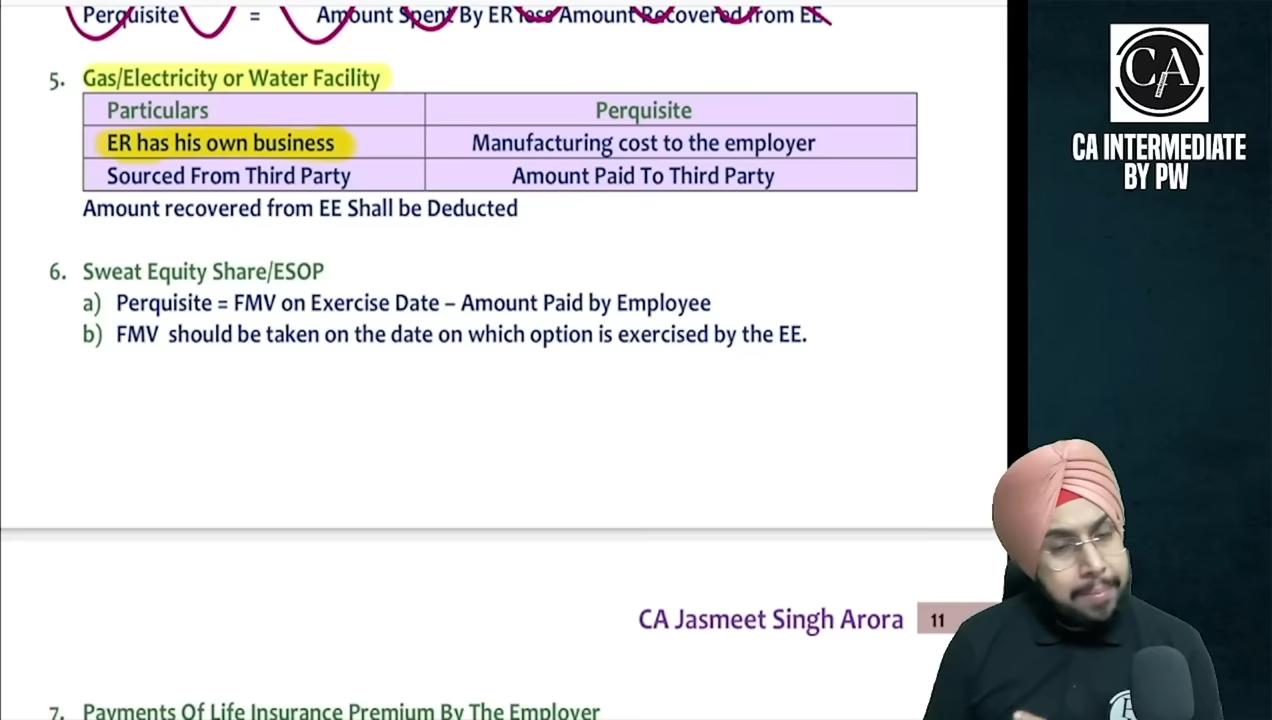 Perquisite = Amount Spent By ER less Amount Recovered from EE
5. Gas/Electricity or Water Facility
Particulars Perquisite
ER has his own business Manufacturing cost to the employer
Sourced From Third Party Amount Paid To Third Party
Amount recovered from EE Shall be Deducted
6. Sweat Equity Share/ESOP
a) Perquisite = FMV on Exercise Date – Amount Paid by Employee
b) FMV should be taken on the date on which option is exercised by the EE.
CA Jasmeet Singh Arora 11
7. Payments Of Life Insurance Premium By The Employer
CA
CA INTERMEDIATE
BY PW